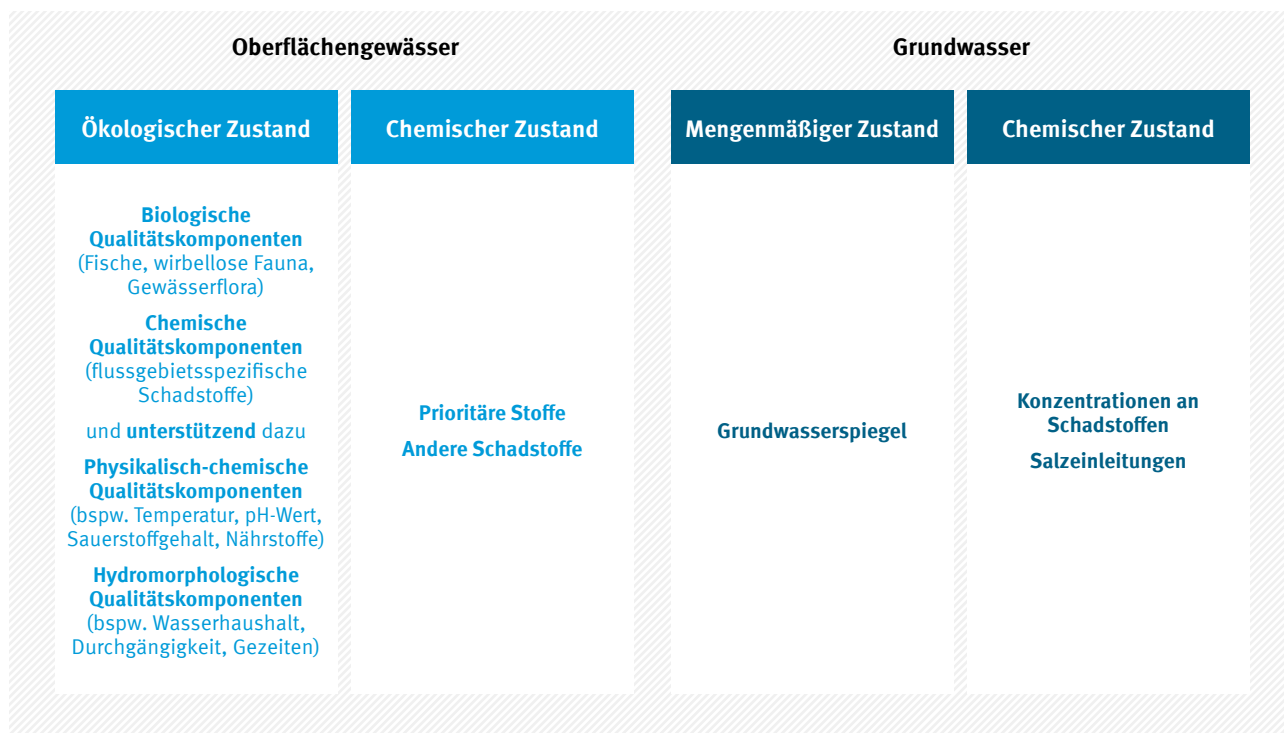 Oberflächengewässer
Grundwasser
Ökologischer Zustand
Chemischer Zustand
Mengenmäßiger Zustand
Chemischer Zustand
Biologische
Qualitätskomponenten
(Fische, wirbellose Fauna,
Gewässerflora)
Chemische
Qualitätskomponenten
(flussgebietsspezifische
Schadstoffe)
und unterstützend dazu
Physikalisch-chemische
Qualitätskomponenten
(bspw. Temperatur, pH-Wert,
Sauerstoffgehalt, Nährstoffe)
Hydromorphologische
Qualitätskomponenten
(bspw. Wasserhaushalt,
Durchgängigkeit, Gezeiten)
Prioritäre Stoffe
Andere Schadstoffe
Grundwasserspiegel
Konzentrationen an
Schadstoffen
Salzeinleitungen